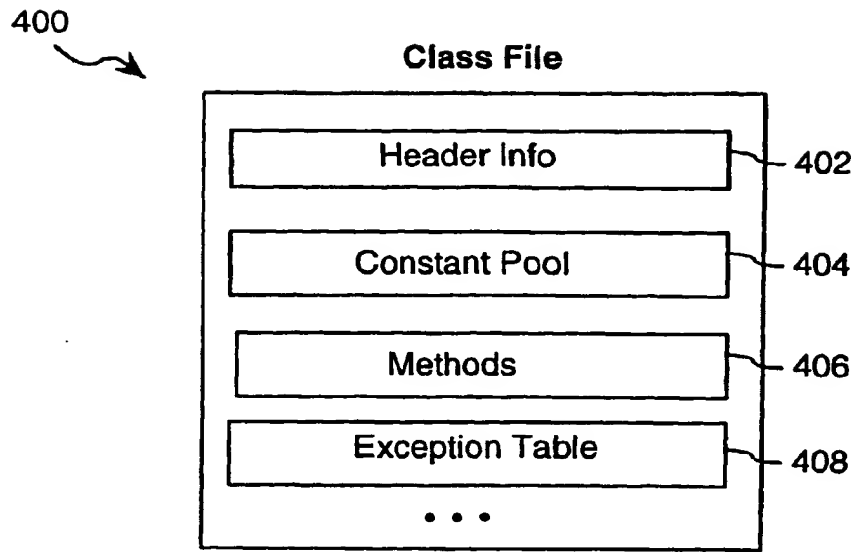 400
Class File
Header Info
402
Constant Pool
404
Methods
406
Exception Table
408
• • •